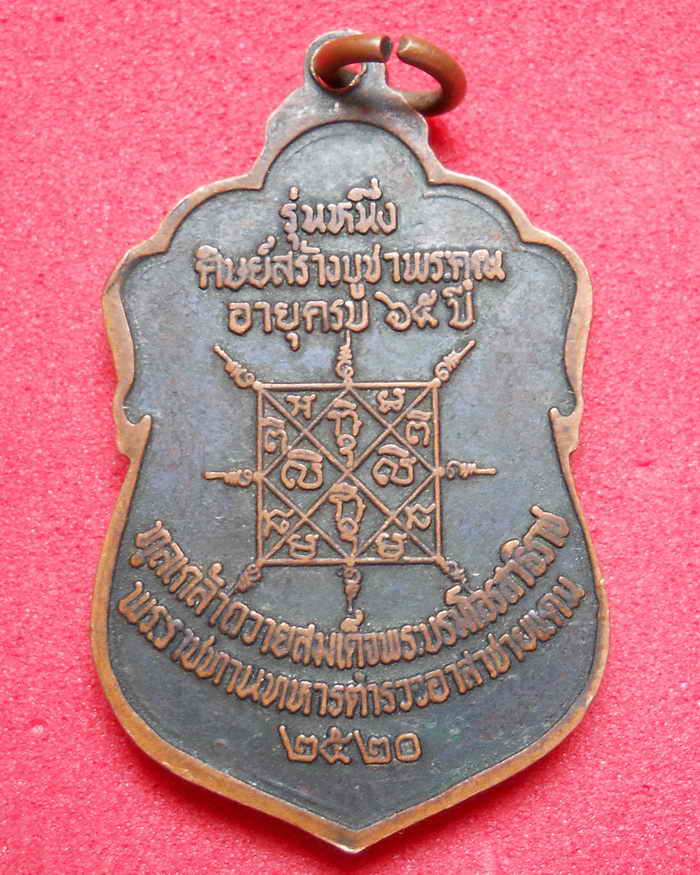 รุ่นหนึ่ง
ศิษย์สร้างบูชาพระคุณ
อายุครบ ๖๕ ปี
ทูลเกล้าถวายสมเด็จพระบรมโอรสาธิราช
พระราชทานทหารตำรวจอาสาชายแดน
๒๕๒๐